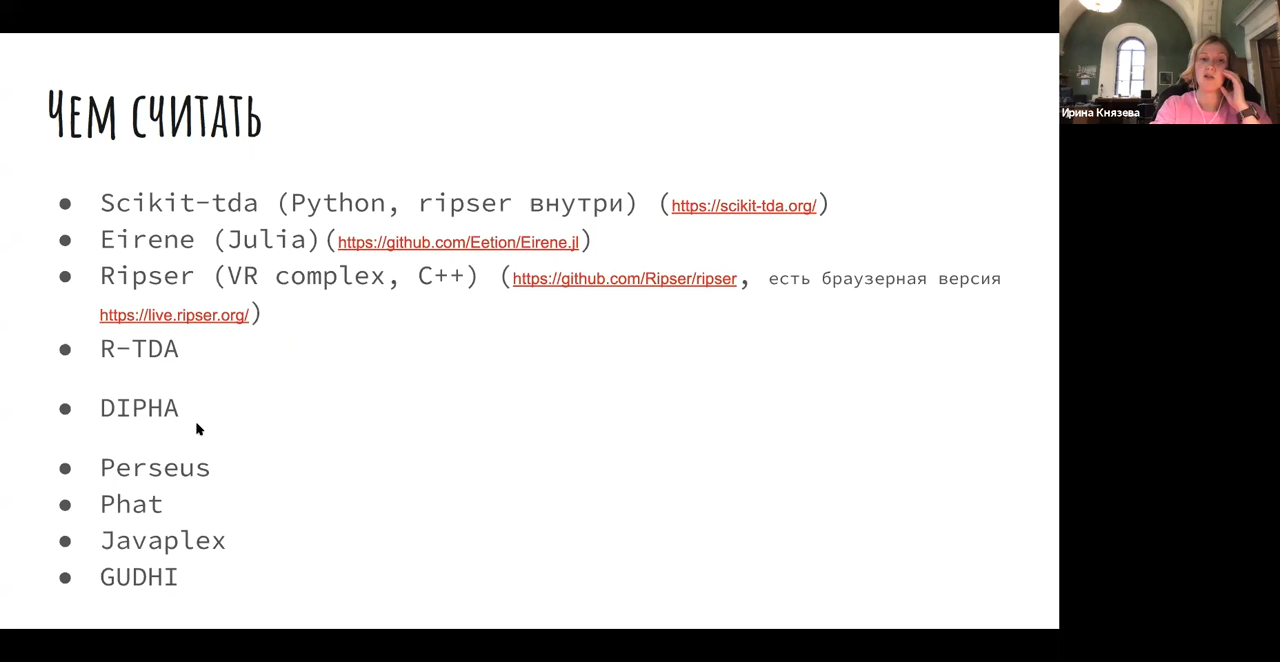 Чем считать
● Scikit-tda (Python, ripser внутри) (https://scikit-tda.org/)
● Eirene (Julia)(https://github.com/Eetion/Eirene.jl)
● Ripser (VR complex, C++) (https://github.com/Ripser/ripser, есть браузерная версия
https://live.ripser.org/)
● R-TDA
● DIPHA
● Perseus
● Phat
● Javaplex
● GUDHI
Ирина Князева